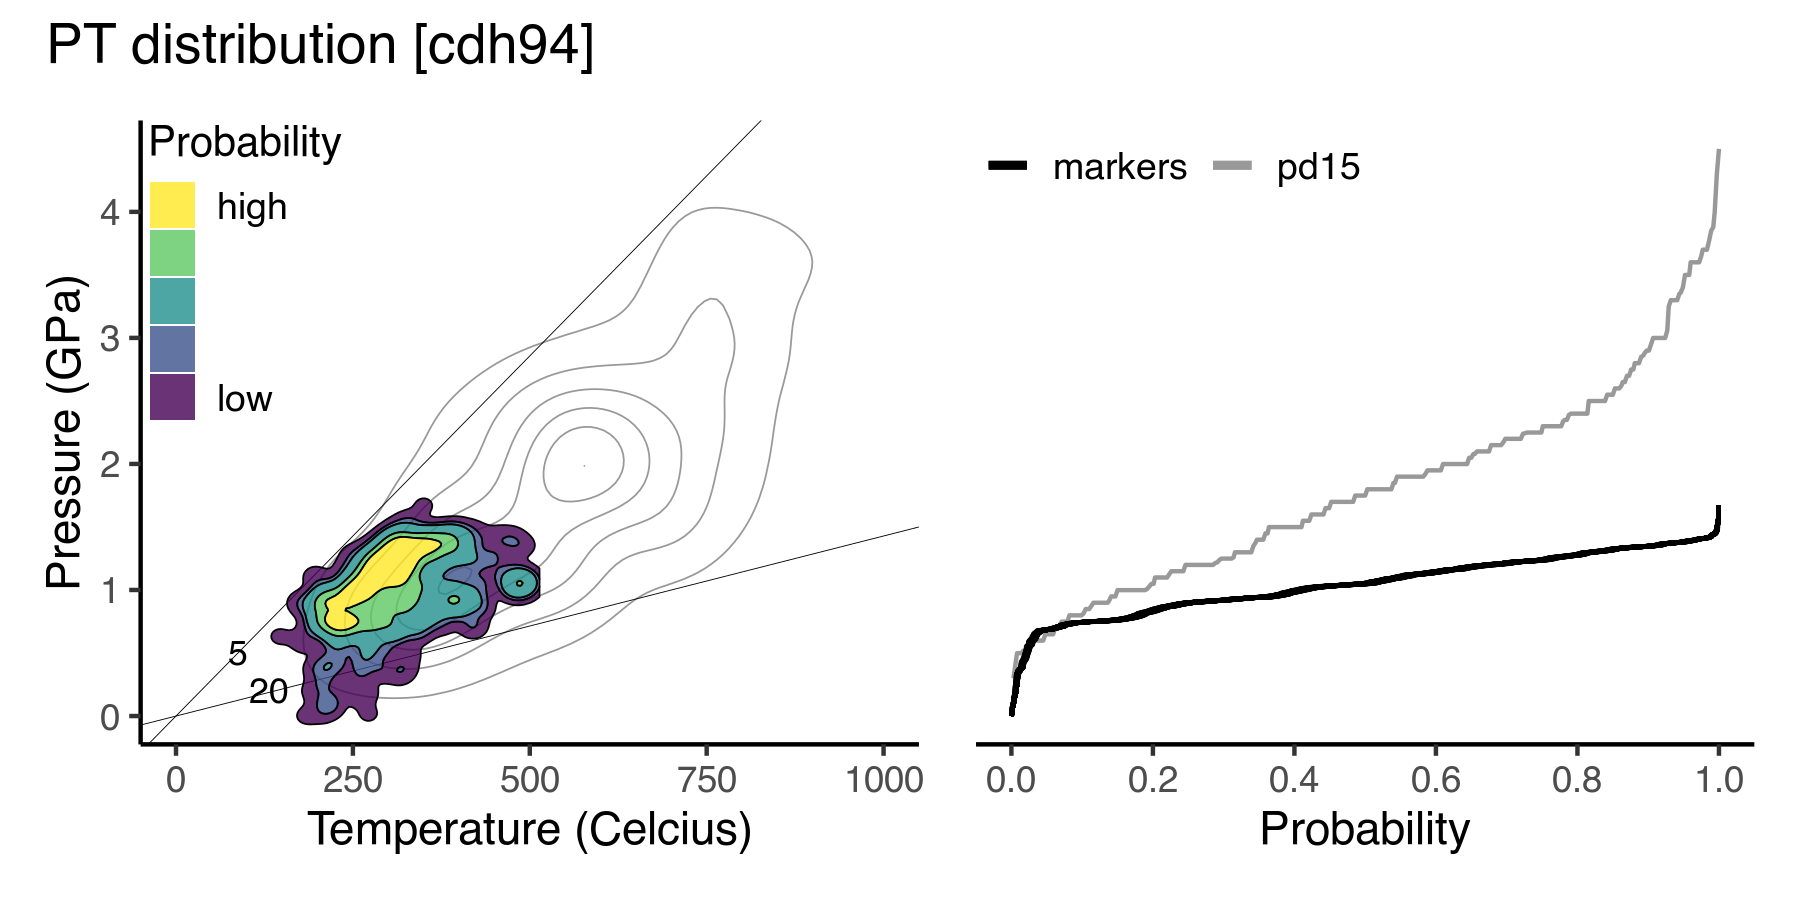 PT distribution [cdh94]
Probability
high
low
Pressure (GPa)
4
3
2
1
0
5
20
0 250 500 750 1000
Temperature (Celcius)
markers pd15
0.0 0.2 0.4 0.6 0.8 1.0
Probability